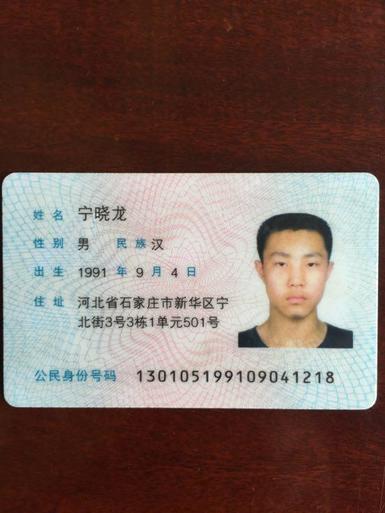 姓名 宁晓龙
性别 男 民族 汉
出生 1991 年 9 月 4 日
住址 河北省石家庄市新华区宁
北街3号3栋1单元501号
公民身份号码 130105199109041218